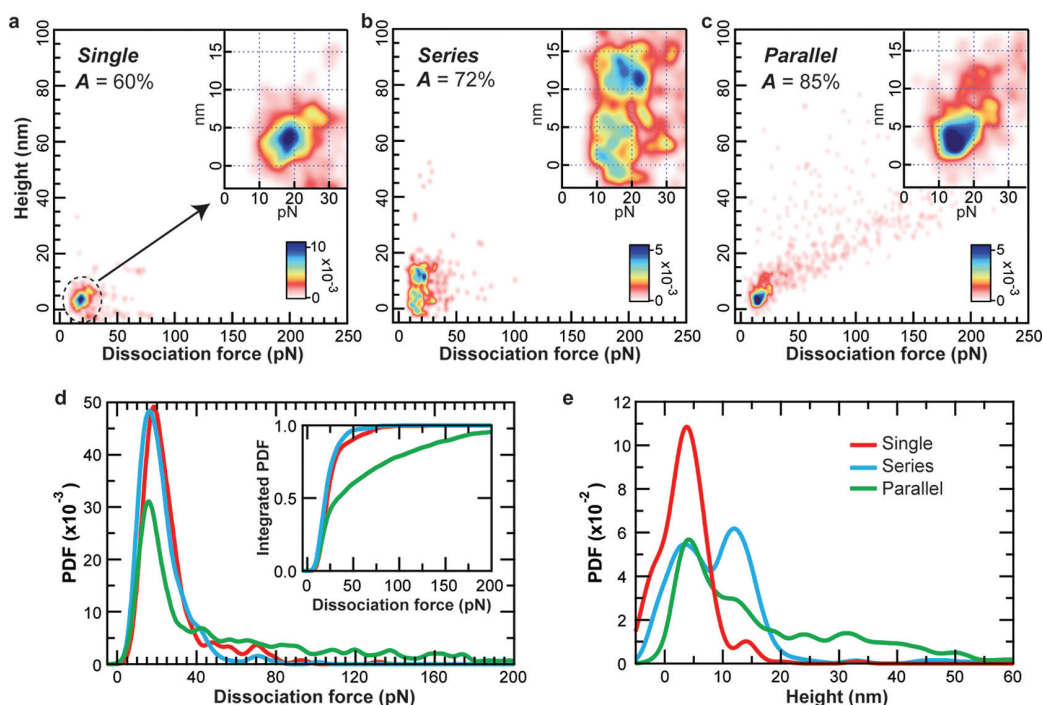 a
Single
A = 60%
Height (nm)
100
80
60
40
20
0
0 50 100 150 200 250
Dissociation force (pN)
nm
15
10
5
0
0 10 20 30
pN
10
0
x10⁻³
b
Series
A = 72%
100
80
60
40
20
0
0 50 100 150 200 250
Dissociation force (pN)
nm
15
10
5
0
0 10 20 30
pN
5
0
x10⁻³
c
Parallel
A = 85%
100
80
60
40
20
0
0 50 100 150 200 250
Dissociation force (pN)
nm
15
10
5
0
0 10 20 30
pN
5
0
x10⁻³
d
PDF (x10⁻³)
50
40
30
20
10
0
0 40 80 120 160 200
Dissociation force (pN)
Integrated PDF
1.0
0.5
0.0
0 50 100 150 200
Dissociation force (pN)
e
PDF (x10⁻²)
12
10
8
6
4
2
0
0 10 20 30 40 50 60
Height (nm)
Single
Series
Parallel